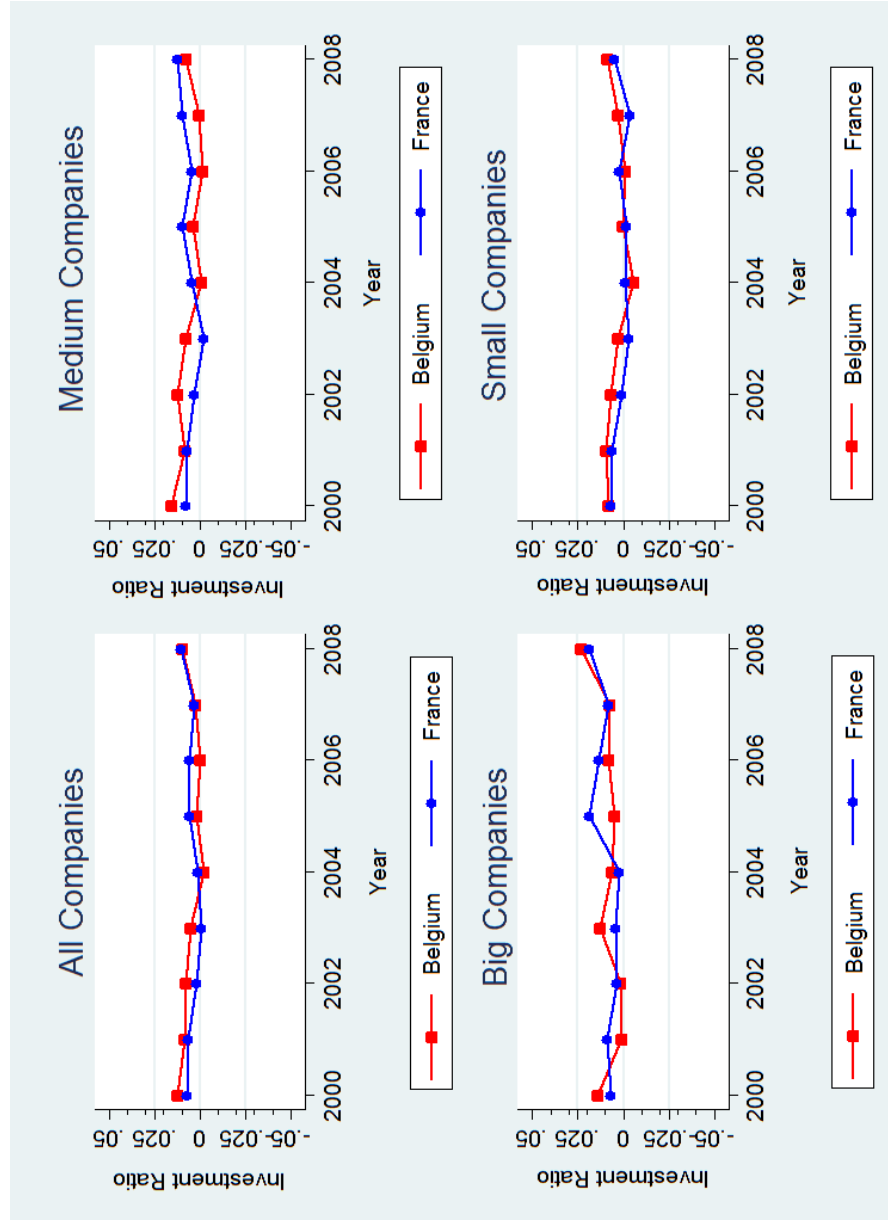 All Companies
Investment Ratio
.05
.025
0
-.025
-.05
2000 2002 2004 2006 2008
Year
Belgium France
Medium Companies
Investment Ratio
.05
.025
0
-.025
-.05
2000 2002 2004 2006 2008
Year
Belgium France
Big Companies
Investment Ratio
.05
.025
0
-.025
-.05
2000 2002 2004 2006 2008
Year
Belgium France
Small Companies
Investment Ratio
.05
.025
0
-.025
-.05
2000 2002 2004 2006 2008
Year
Belgium France